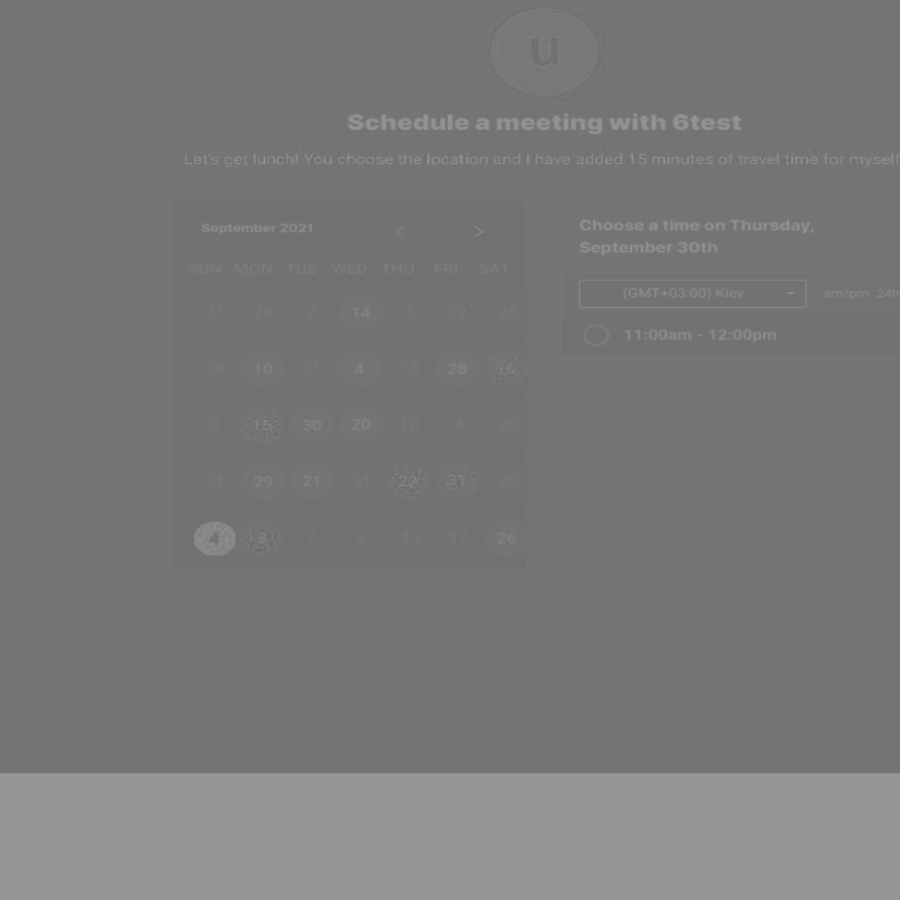 u
Schedule a meeting with 6test
Let's get lunch! You choose the location and I have added 15 minutes of travel time for myself
September 2021
SUN MON TUE WED THU FRI SAT
31 24 2 14 3 29 26
26 10 21 4 18 28 16
3 15 30 20 10 4 20
31 29 21 31 22 31 20
4 8 7 2 13 17 26
Choose a time on Thursday,
September 30th
(GMT+03:00) Kiev am/pm 24h
11:00am - 12:00pm